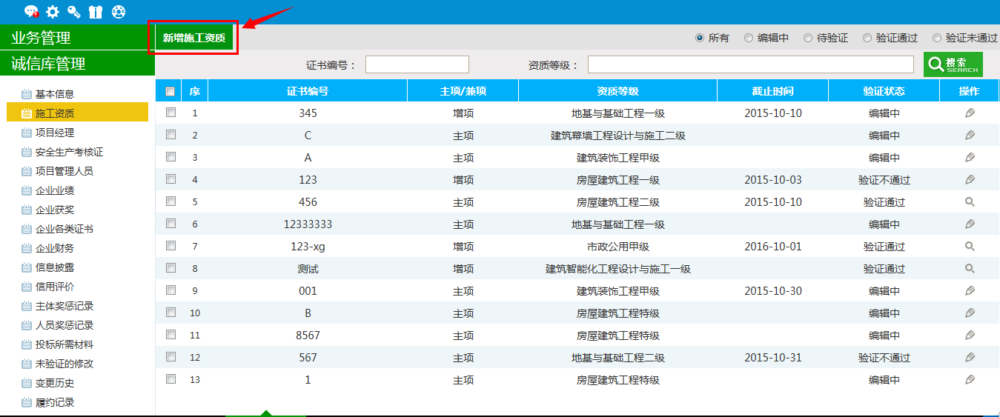 业务管理
新增施工资质
所有 编辑中 待验证 验证通过 验证未通过
诚信库管理
证书编号： 资质等级： 搜索 SEARCH
序 证书编号 主项/兼项 资质等级 截止时间 验证状态 操作
基本信息
施工资质
项目经理
安全生产考核证
项目管理人员
企业业绩
企业获奖
企业各类证书
企业财务
信息披露
信用评价
主体奖惩记录
人员奖惩记录
投标所需材料
未验证的修改
变更历史
履约记录
1 345 增项 地基与基础工程一级 2015-10-10 编辑中
2 C 主项 建筑幕墙工程设计与施工二级 编辑中
3 A 主项 建筑装饰工程甲级 编辑中
4 123 增项 房屋建筑工程一级 2015-10-03 验证不通过
5 456 主项 房屋建筑工程二级 2015-10-10 验证通过
6 12333333 主项 地基与基础工程一级 编辑中
7 123-xg 增项 市政公用甲级 2016-10-01 验证通过
8 测试 增项 建筑智能化工程设计与施工一级 验证通过
9 001 主项 建筑装饰工程甲级 2015-10-30 编辑中
10 B 主项 房屋建筑工程特级 编辑中
11 8567 主项 房屋建筑工程特级 编辑中
12 567 主项 地基与基础工程二级 2015-10-31 验证不通过
13 1 主项 房屋建筑工程特级 编辑中